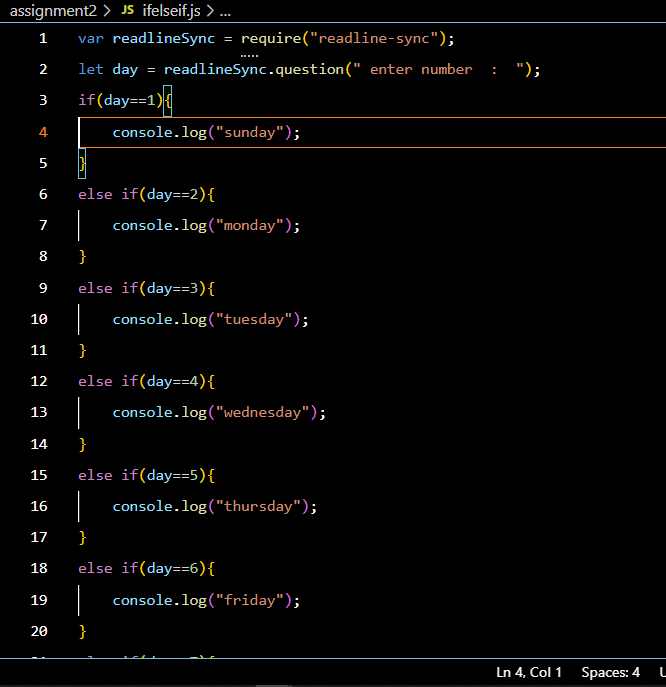 assignment2 > JS ifelseif.js > ...
1 var readlineSync = require("readline-sync");
2 let day = readlineSync.question(" enter number  :  ");
3 if(day==1){
4     console.log("sunday");
5 }
6 else if(day==2){
7     console.log("monday");
8 }
9 else if(day==3){
10     console.log("tuesday");
11 }
12 else if(day==4){
13     console.log("wednesday");
14 }
15 else if(day==5){
16     console.log("thursday");
17 }
18 else if(day==6){
19     console.log("friday");
20 }
Ln 4, Col 1 Spaces: 4